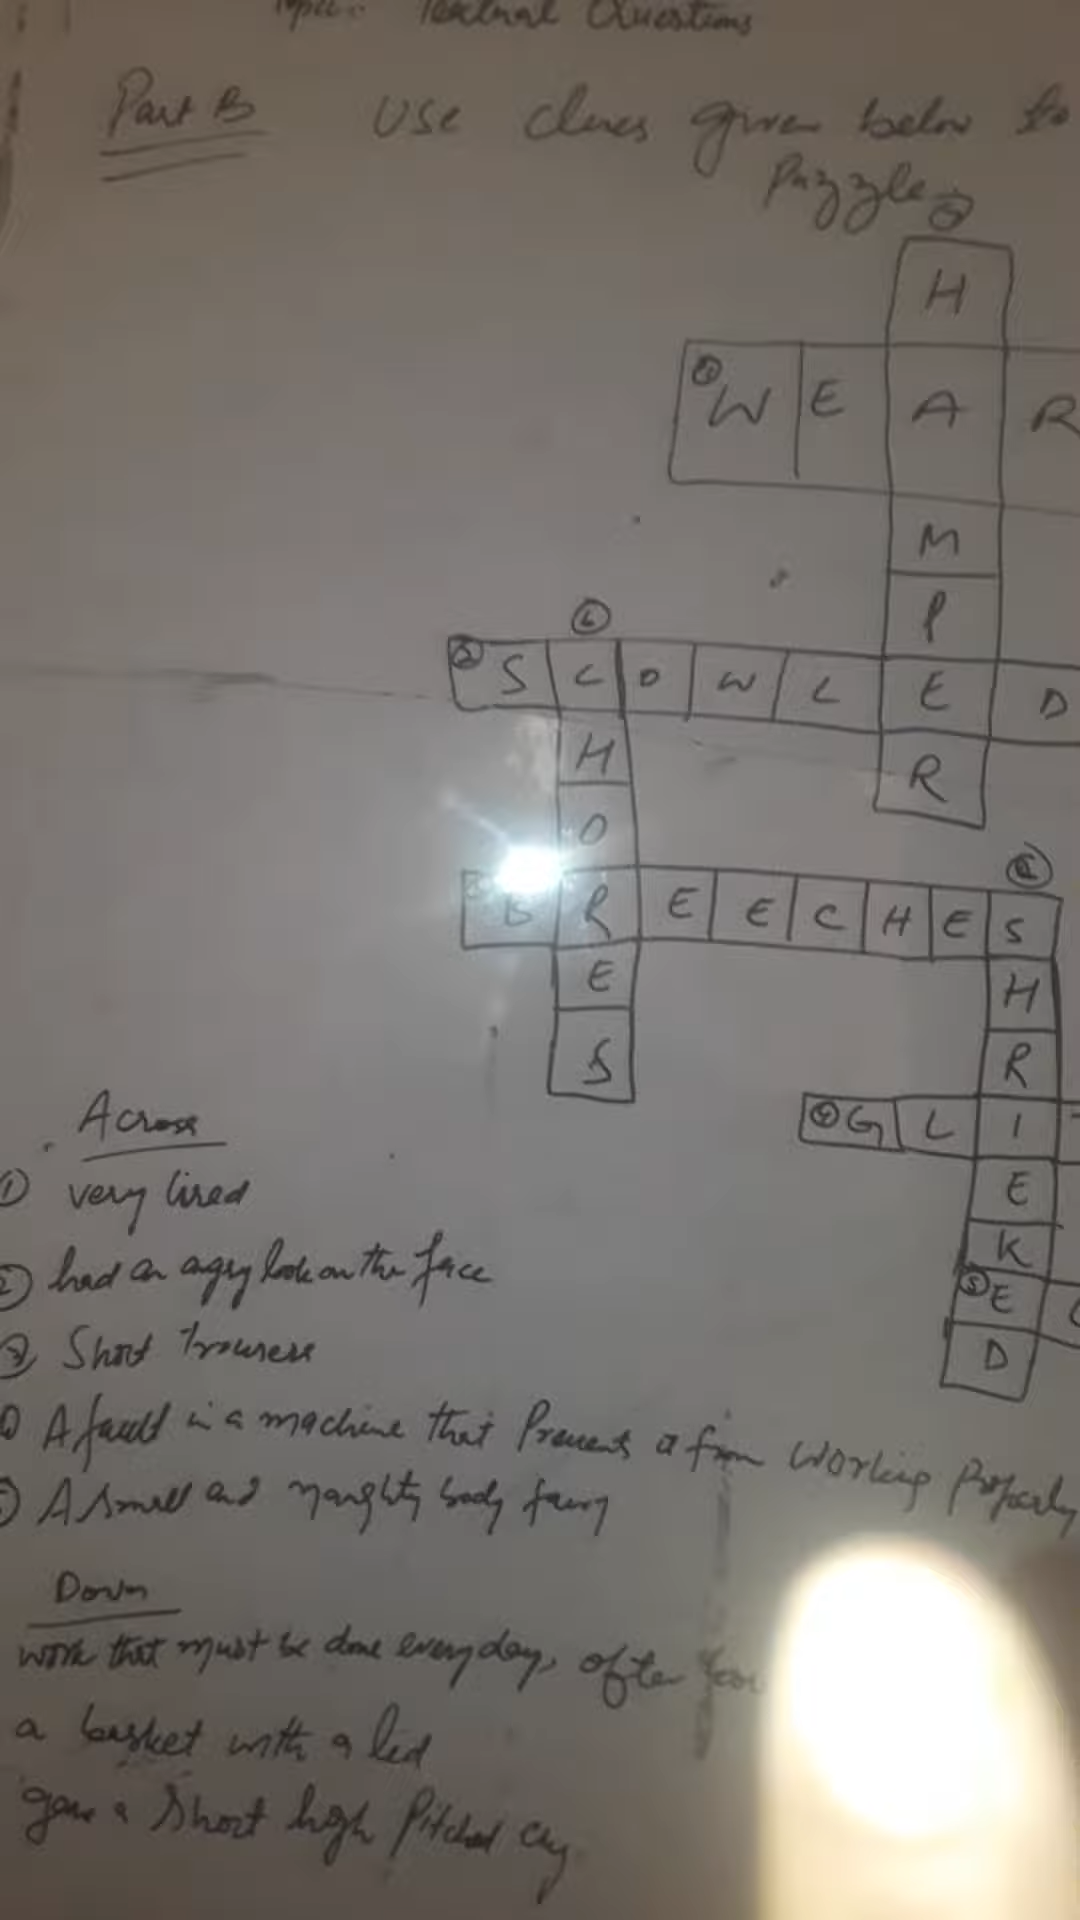 Topic: Textual Questions
Part B Use clues given below to
Puzzle
7
H
1 W E A R
M
P
6
2 S C O W L E D
H R
O
8
3 B R E E C H E S
E H
S R
4 G L I
E
K
5 E
D
Across
1 very tired
2 had an angry look on the face
3 Short trousers
A fault in a machine that Prevents it from working Properly
A small and naughty body fairy
Down
work that must be done everyday, often
a basket with a lid
gave a short high Pitched cry